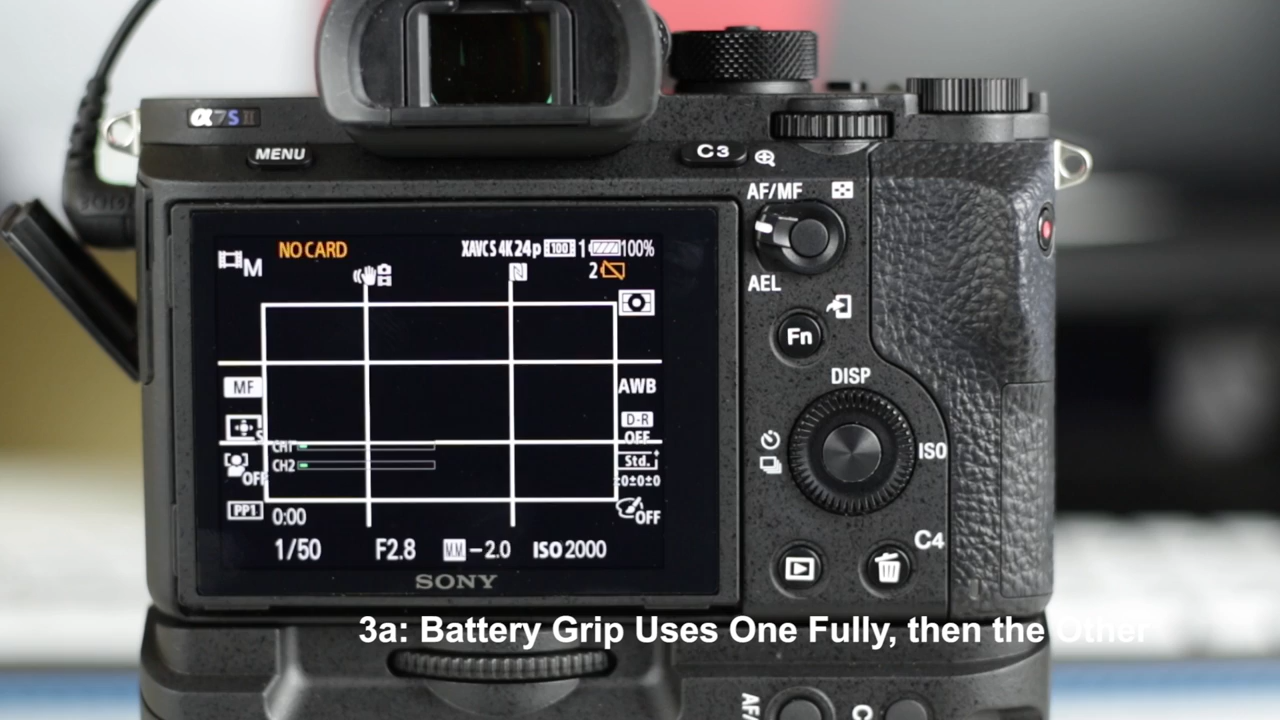 α7SII
MENU
C3
AF/MF
AEL
Fn
DISP
ISO
C4
NO CARD
XAVC S 4K 24p 100 1 100%
M
2
MF
AWB
D-R
OFF
S
CH1
CH2
OFF
Std.
±0±0±0
PP1
0:00
OFF
1/50
F2.8
M.M. -2.0
ISO 2000
SONY
3a: Battery Grip Uses One Fully, then the Other
AF/
C